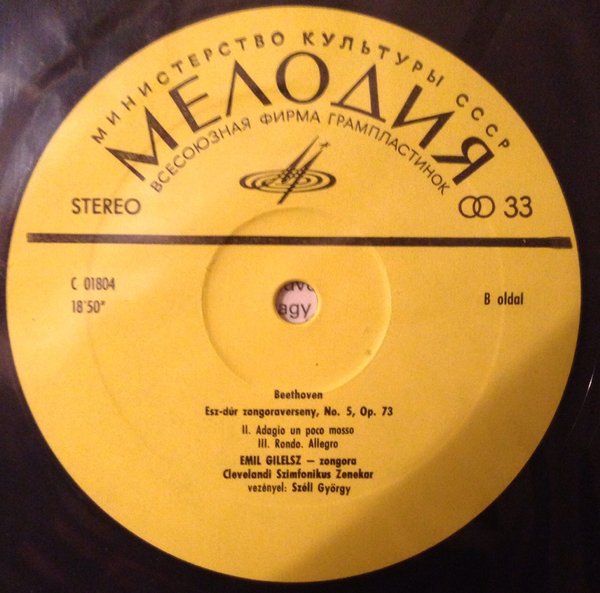 МИНИСТЕРСТВО КУЛЬТУРЫ СССР
МЕЛОДИЯ
ВСЕСОЮЗНАЯ ФИРМА ГРАМПЛАСТИНОК
STEREO
33
C 01804
18'50"
B oldal
agy
Beethoven
Esz-dúr zongoraverseny, No. 5, Op. 73
II. Adagio un poco mosso
III. Rondo. Allegro
EMIL GILELSZ — zongora
Clevelandi Szimfonikus Zenekar
vezényel: Széll György